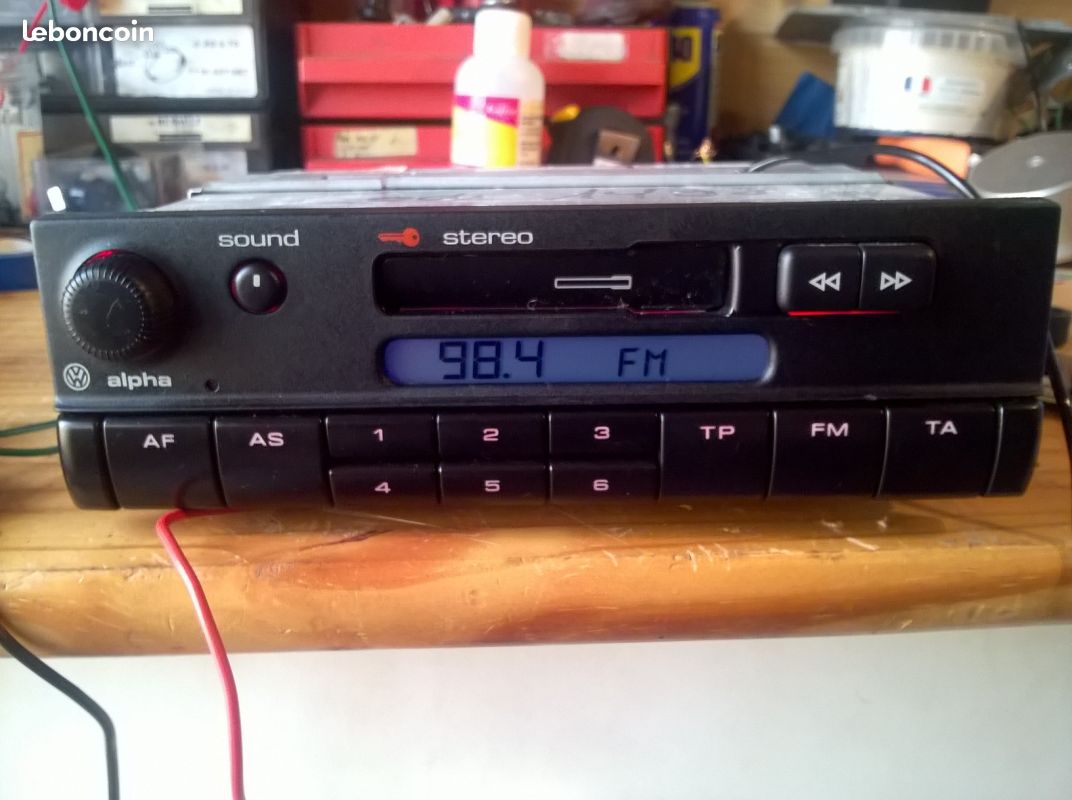 leboncoin
sound
stereo
98.4 FM
alpha
AF AS 1 2 3 TP FM TA
4 5 6